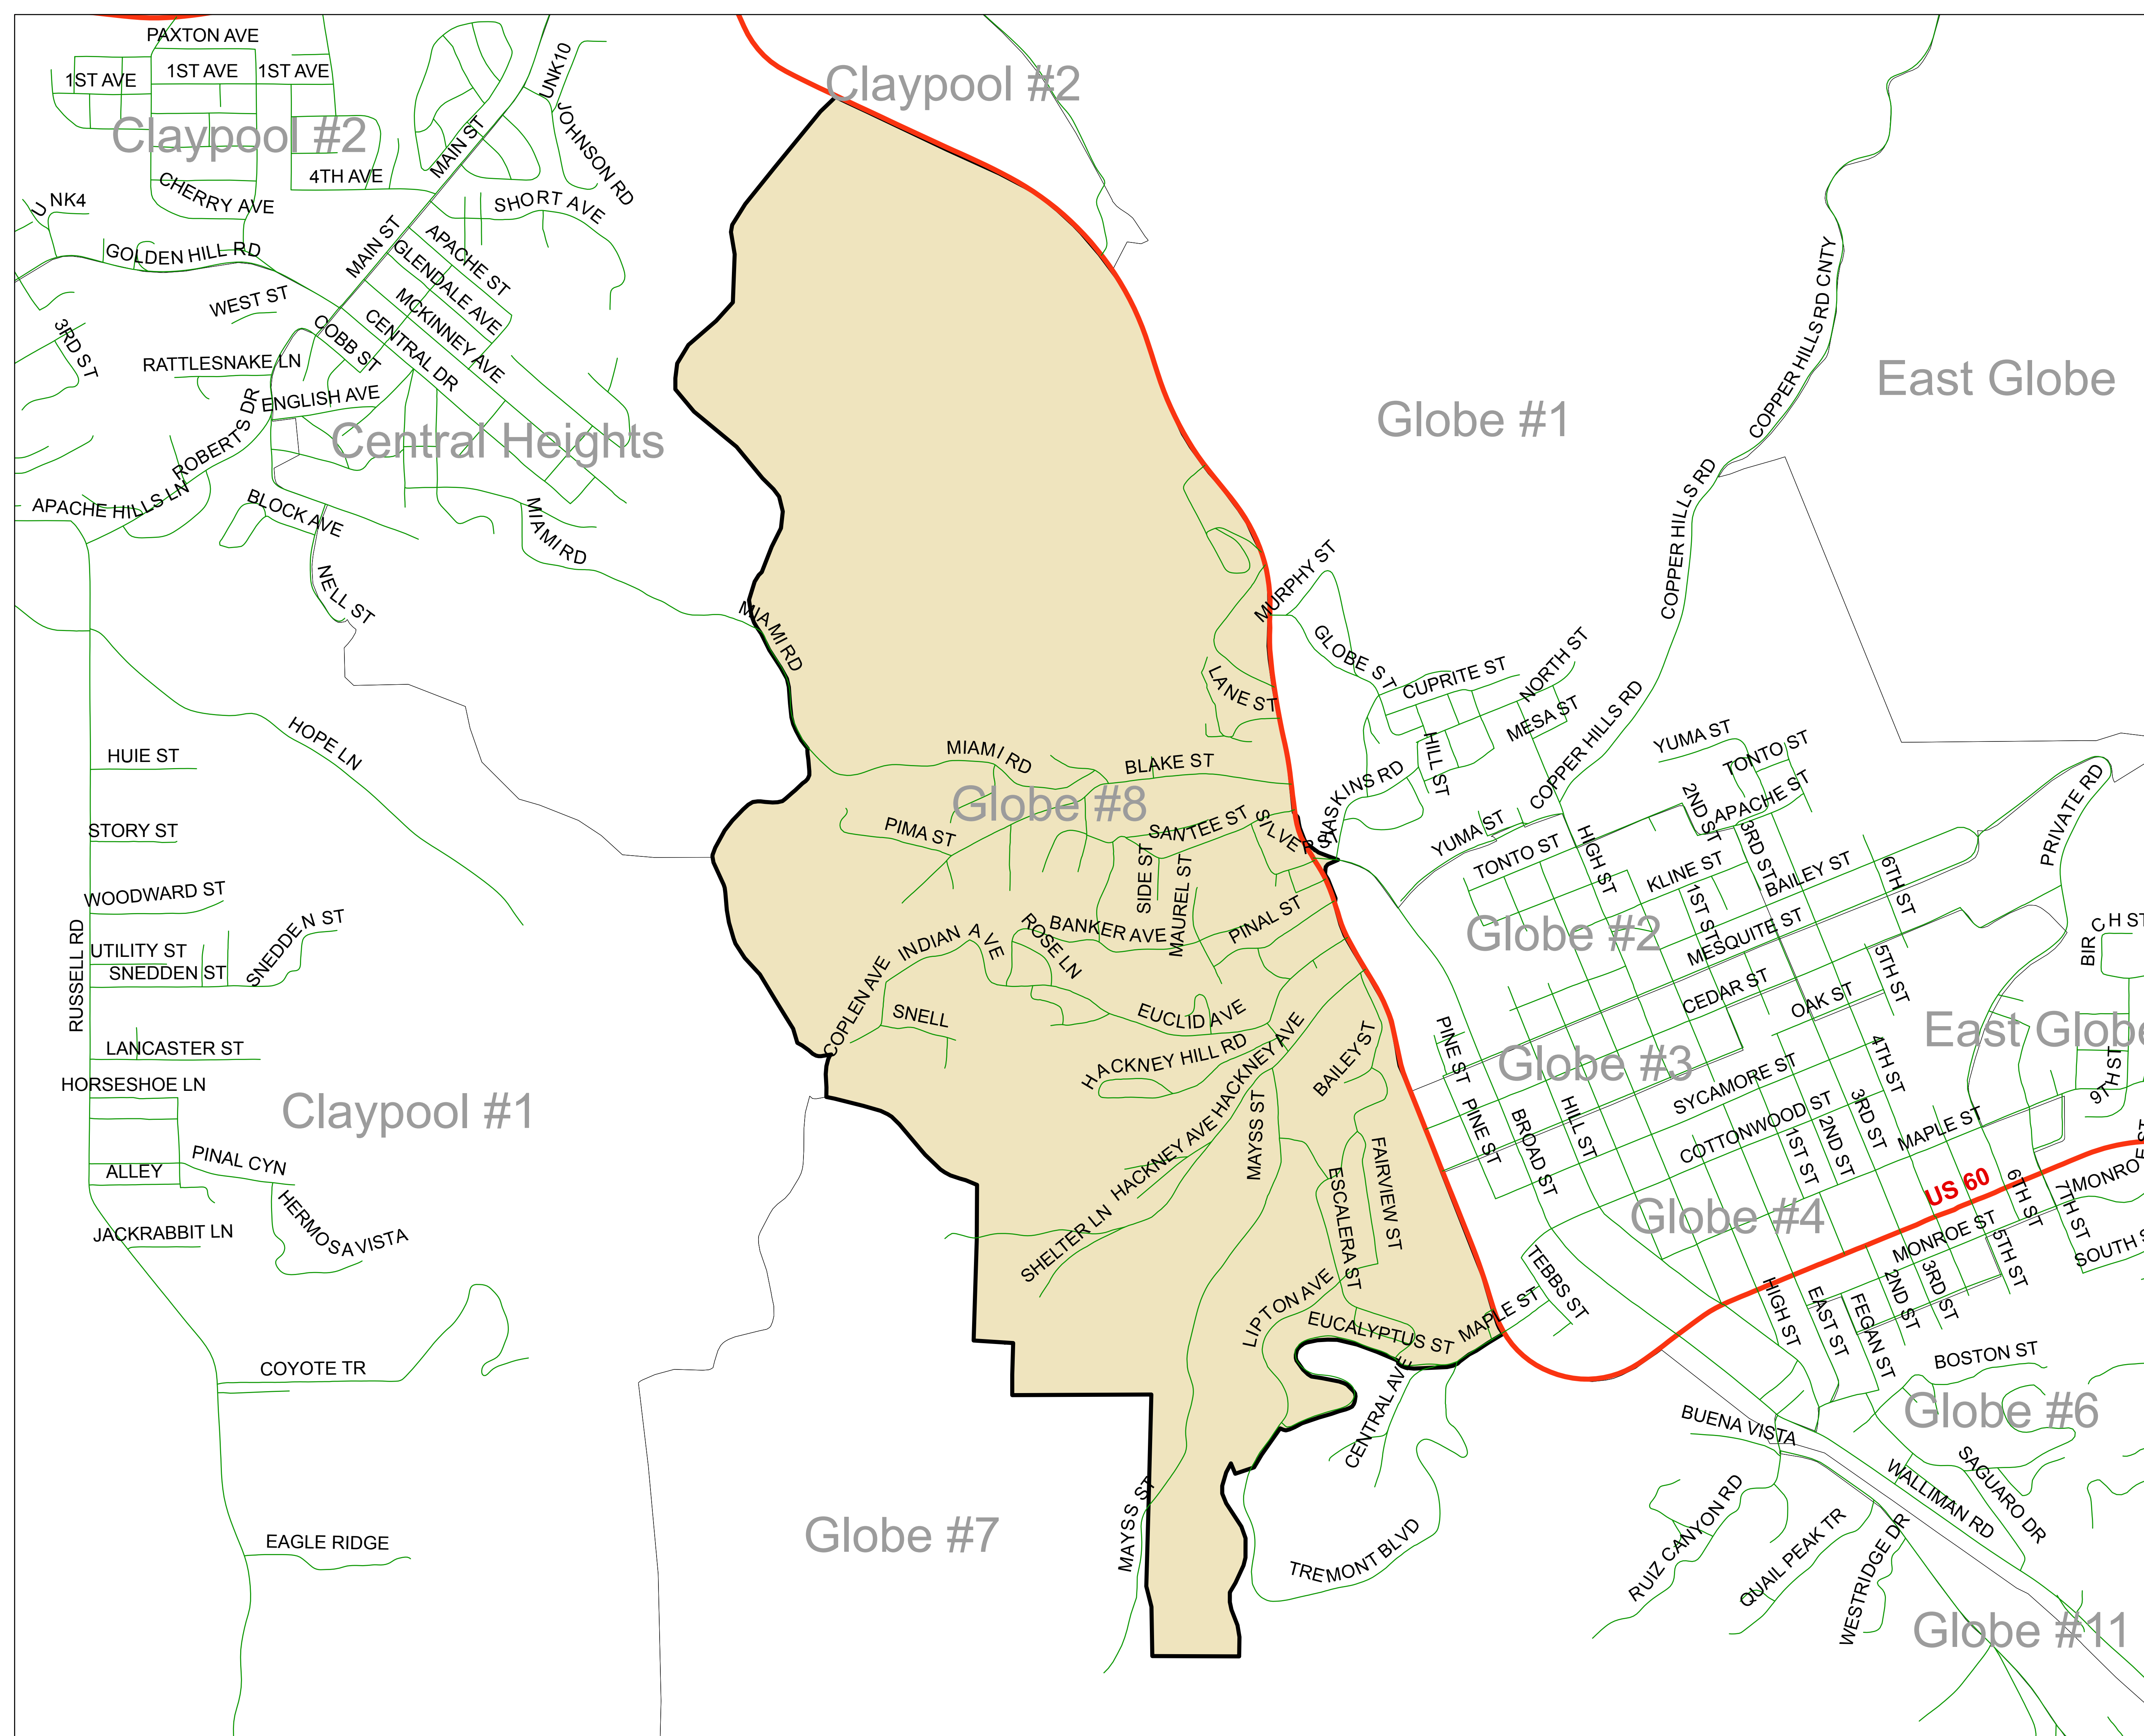 PAXTON AVE
1ST AVE
1ST AVE
1ST AVE
Claypool #2
CHERRY AVE
4TH AVE
MAIN ST
UNK10
JOHNSON RD
Claypool #2
UNK4
GOLDEN HILL RD
SHORT AVE
MAIN ST
APACHE ST
GLENDALE AVE
MCKINNEY AVE
CENTRAL DR
COBB ST
WEST ST
3RD ST
RATTLESNAKE LN
ENGLISH AVE
ROBERTS DR
Central Heights
APACHE HILLS LN
BLOCK AVE
MIAMI RD
NELL ST
MIAMI RD
East Globe
Globe #1
COPPER HILLS RD CNTY
COPPER HILLS RD
COPPER HILLS RD
MURPHY ST
GLOBE ST
CUPRITE ST
NORTH ST
MESA ST
HILL ST
HASKINS RD
LANE ST
HUIE ST
HOPE LN
STORY ST
WOODWARD ST
UTILITY ST
SNEDDEN ST
SNEDDEN ST
RUSSELL RD
LANCASTER ST
HORSESHOE LN
Claypool #1
ALLEY
PINAL CYN
HERMOSA VISTA
JACKRABBIT LN
COYOTE TR
EAGLE RIDGE
MIAMI RD
BLAKE ST
Globe #8
PIMA ST
SANTEE ST
SILVER ST
SIDE ST
MAUREL ST
BANKER AVE
PINAL ST
INDIAN AVE
ROSE LN
COPLEN AVE
SNELL
EUCLID AVE
HACKNEY HILL RD
HACKNEY AVE
HACKNEY AVE
BAILEY ST
MAYSS ST
FAIRVIEW ST
ESCALERA ST
SHELTER LN
LIPTON AVE
EUCALYPTUS ST
MAPLE ST
CENTRAL AVE
MAYSS ST
TREMONT BLVD
Globe #7
YUMA ST
TONTO ST
APACHE ST
2ND ST
3RD ST
YUMA ST
TONTO ST
HIGH ST
KLINE ST
BAILEY ST
1ST ST
6TH ST
PRIVATE RD
Globe #2
MESQUITE ST
CEDAR ST
OAK ST
5TH ST
BIRCH ST
East Globe
PINE ST
Globe #3
SYCAMORE ST
4TH ST
9TH ST
PINE ST
BROAD ST
HILL ST
COTTONWOOD ST
1ST ST
2ND ST
3RD ST
MAPLE ST
Globe #4
US 60
6TH ST
7TH ST
MONRO
SOUTH S
MONROE ST
5TH ST
TEBBS ST
HIGH ST
EAST ST
FEGAN ST
2ND ST
3RD ST
BOSTON ST
Globe #6
BUENA VISTA
WALLIMAN RD
SAGUARO DR
RUIZ CANYON RD
QUAIL PEAK TR
WESTRIDGE DR
Globe #11